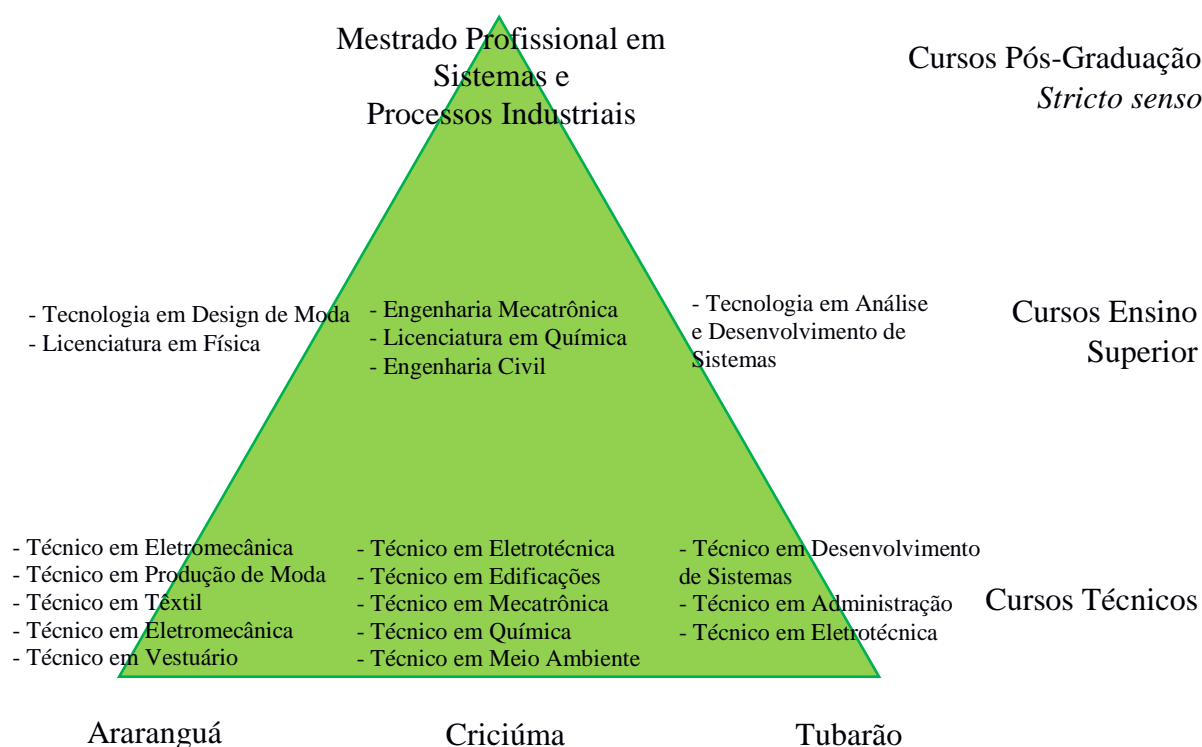 Mestrado Profissional em
Sistemas e
Processos Industriais
Cursos Pós-Graduação
Stricto senso
- Tecnologia em Design de Moda
- Licenciatura em Física
- Engenharia Mecatrônica
- Licenciatura em Química
- Engenharia Civil
- Tecnologia em Análise
e Desenvolvimento de
Sistemas
Cursos Ensino
Superior
- Técnico em Eletromecânica
- Técnico em Produção de Moda
- Técnico em Têxtil
- Técnico em Eletromecânica
- Técnico em Vestuário
- Técnico em Eletrotécnica
- Técnico em Edificações
- Técnico em Mecatrônica
- Técnico em Química
- Técnico em Meio Ambiente
- Técnico em Desenvolvimento
de Sistemas
- Técnico em Administração
- Técnico em Eletrotécnica
Cursos Técnicos
Araranguá
Criciúma
Tubarão